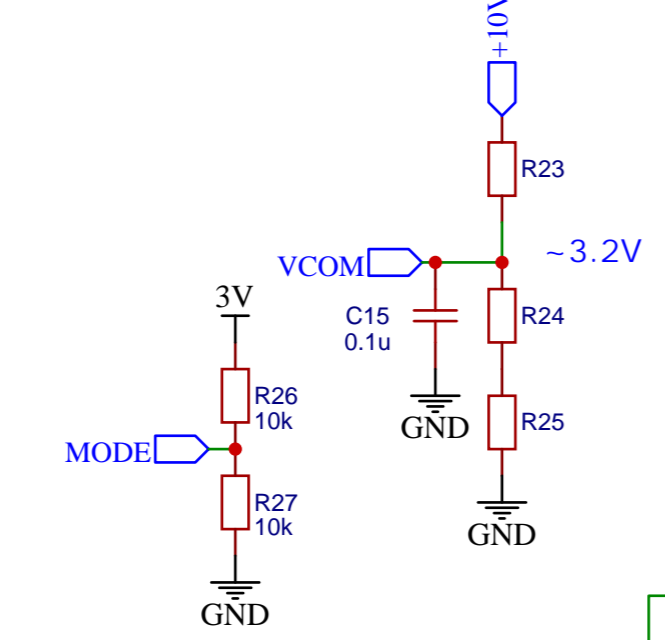 +10V
R23
~3.2V
VCOM
C15
0.1u
R24
GND
R25
GND
3V
R26
10k
MODE
R27
10k
GND